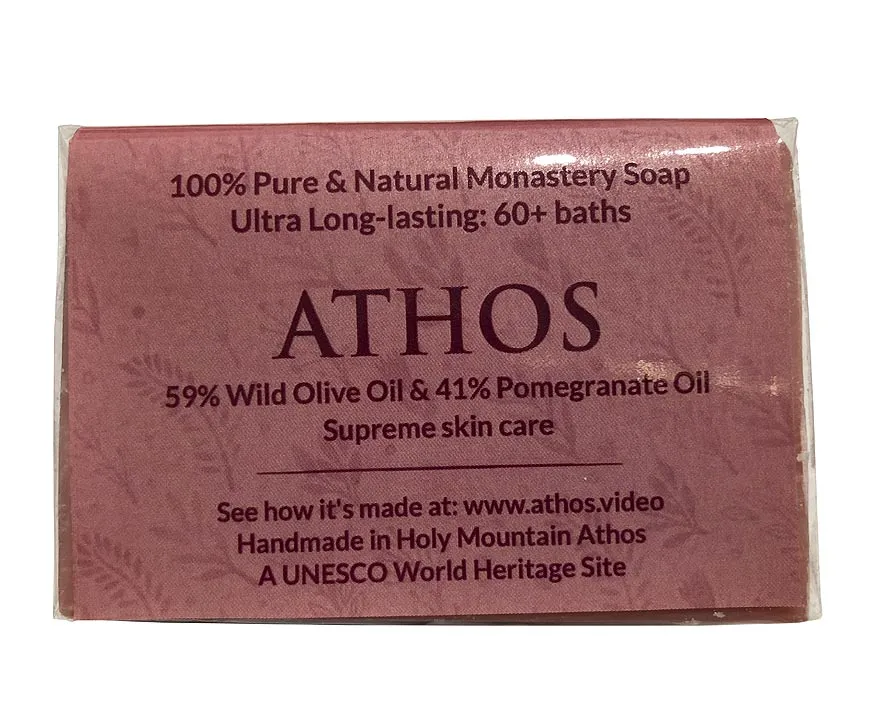 100% Pure & Natural Monastery Soap
Ultra Long-lasting: 60+ baths
ATHOS
59% Wild Olive Oil & 41% Pomegranate Oil
Supreme skin care
See how it's made at: www.athos.video
Handmade in Holy Mountain Athos
A UNESCO World Heritage Site